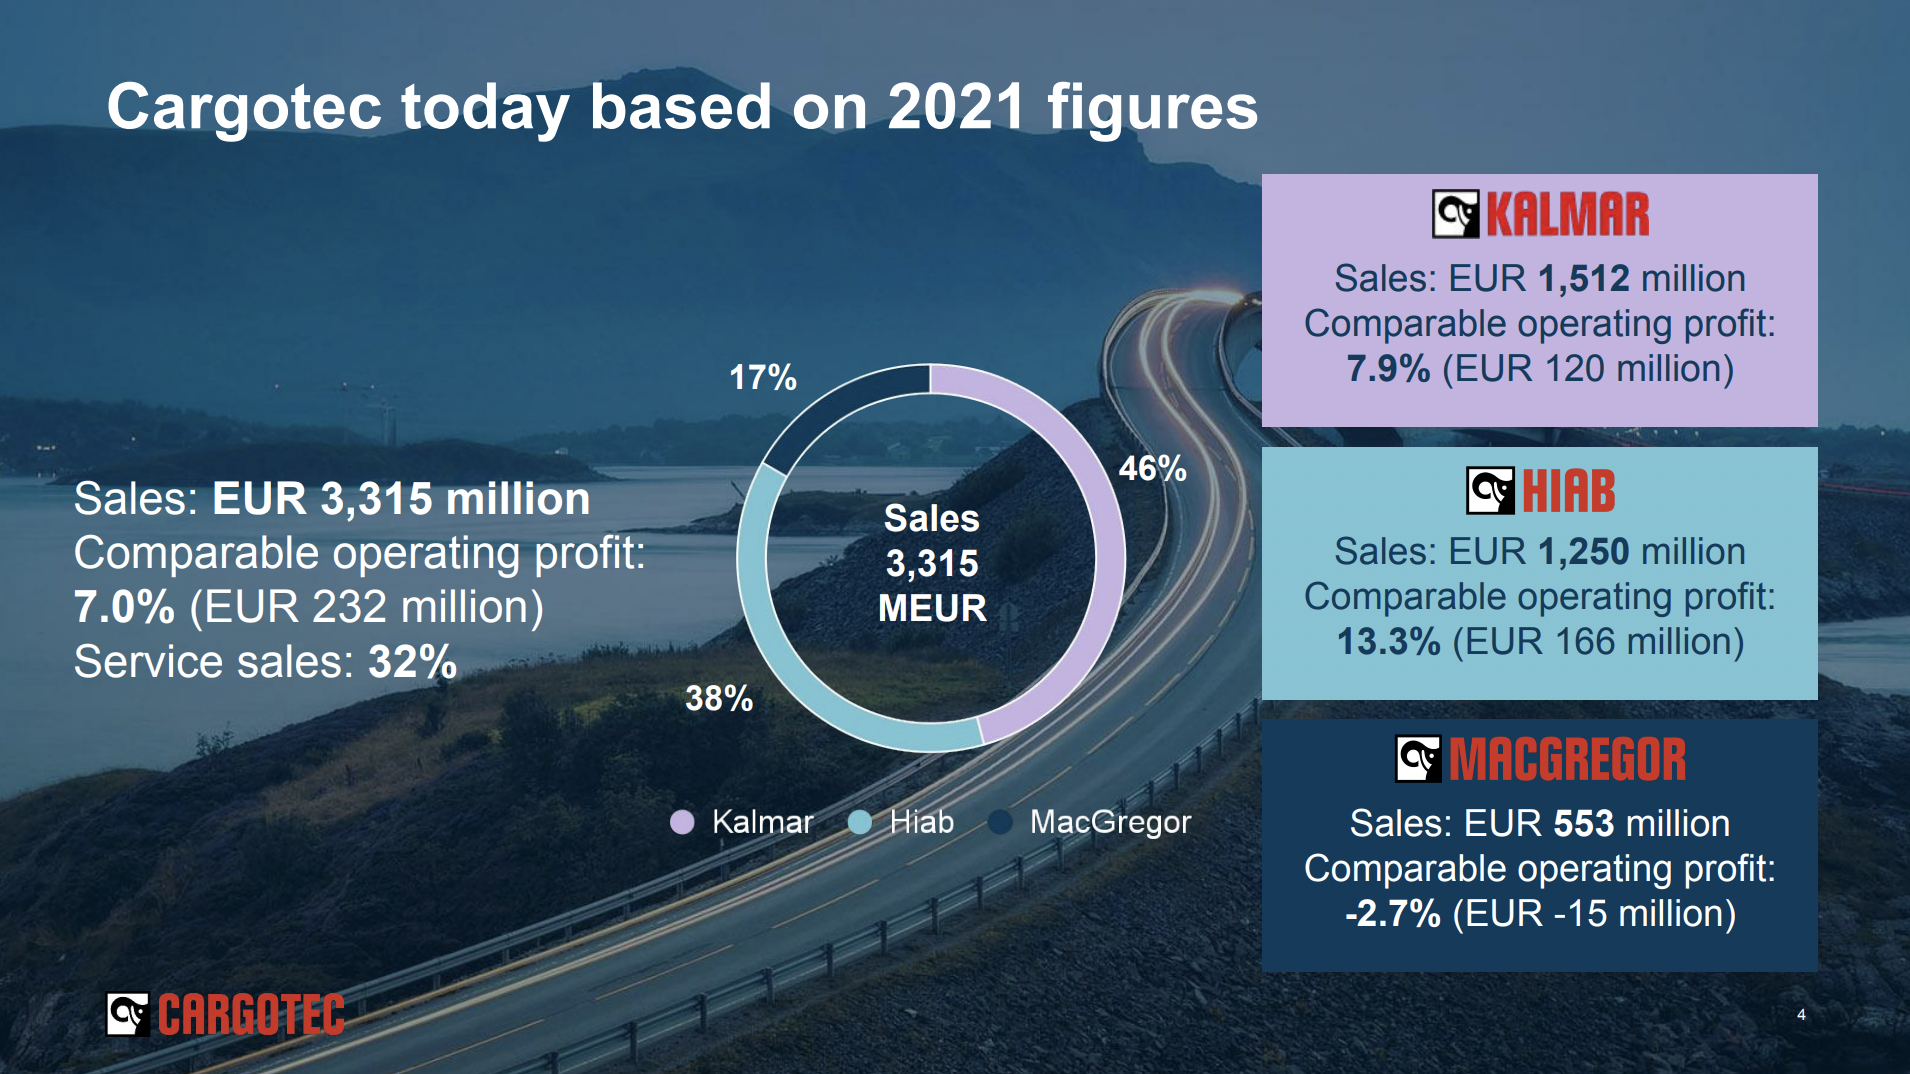 Cargotec today based on 2021 figures
Sales: EUR 3,315 million
Comparable operating profit:
7.0% (EUR 232 million)
Service sales: 32%
17%
46%
38%
Sales
3,315
MEUR
Kalmar Hiab MacGregor
KALMAR
Sales: EUR 1,512 million
Comparable operating profit:
7.9% (EUR 120 million)
HIAB
Sales: EUR 1,250 million
Comparable operating profit:
13.3% (EUR 166 million)
MACGREGOR
Sales: EUR 553 million
Comparable operating profit:
-2.7% (EUR -15 million)
CARGOTEC
4